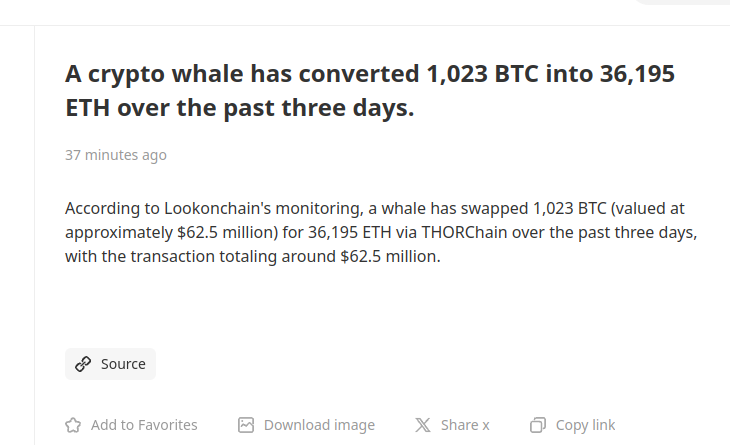 A crypto whale has converted 1,023 BTC into 36,195
ETH over the past three days.
37 minutes ago
According to Lookonchain's monitoring, a whale has swapped 1,023 BTC (valued at
approximately $62.5 million) for 36,195 ETH via THORChain over the past three days,
with the transaction totaling around $62.5 million.
Source
Add to Favorites
Download image
Share x
Copy link